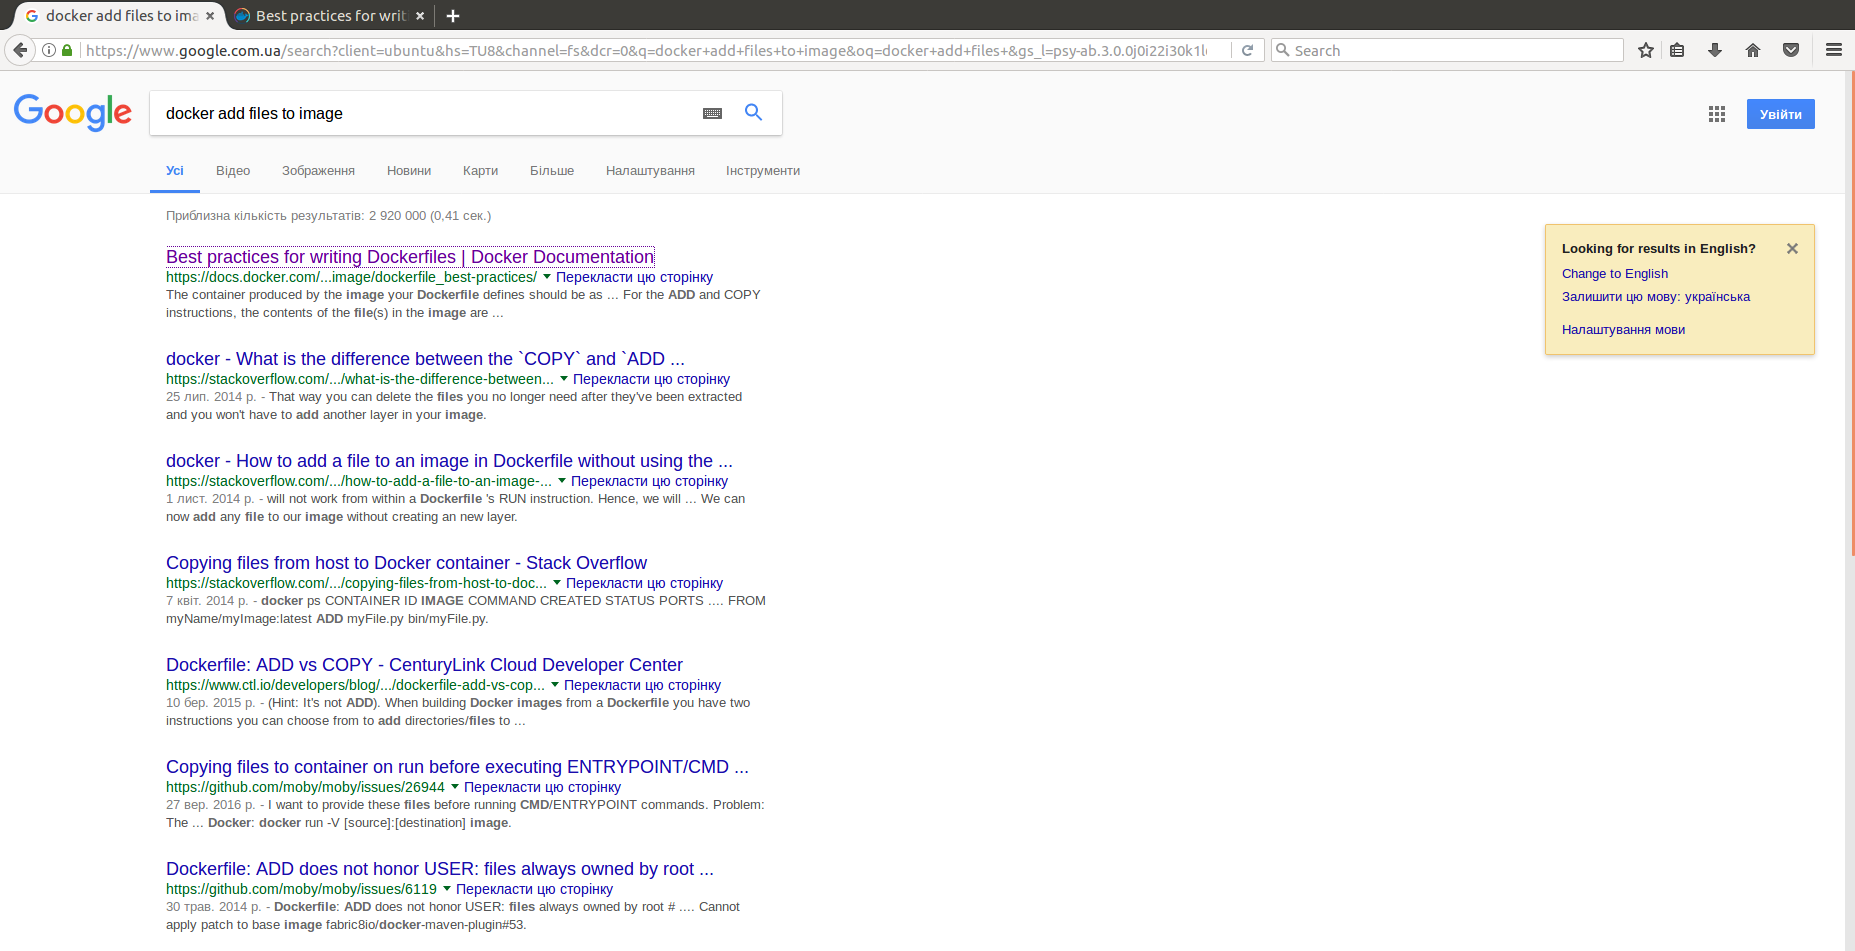 docker add files to ima
Best practices for writ
https://www.google.com.ua/search?client=ubuntu&hs=TU8&channel=fs&dcr=0&q=docker+add+files+to+image&oq=docker+add+files+&gs_l=psy-ab.3.0.0j0i22i30k1l
Search
Google
docker add files to image
Увійти
Усі Відео Зображення Новини Карти Більше Налаштування Інструменти
Приблизна кількість результатів: 2 920 000 (0,41 сек.)
Best practices for writing Dockerfiles | Docker Documentation
https://docs.docker.com/...image/dockerfile_best-practices/ Перекласти цю сторінку
The container produced by the image your Dockerfile defines should be as ... For the ADD and COPY
instructions, the contents of the file(s) in the image are ...
docker - What is the difference between the `COPY` and `ADD ...
https://stackoverflow.com/.../what-is-the-difference-between... Перекласти цю сторінку
25 лип. 2014 р. - That way you can delete the files you no longer need after they've been extracted
and you won't have to add another layer in your image.
docker - How to add a file to an image in Dockerfile without using the ...
https://stackoverflow.com/.../how-to-add-a-file-to-an-image-... Перекласти цю сторінку
1 лист. 2014 р. - will not work from within a Dockerfile 's RUN instruction. Hence, we will ... We can
now add any file to our image without creating an new layer.
Copying files from host to Docker container - Stack Overflow
https://stackoverflow.com/.../copying-files-from-host-to-doc... Перекласти цю сторінку
7 квіт. 2014 р. - docker ps CONTAINER ID IMAGE COMMAND CREATED STATUS PORTS .... FROM
myName/myImage:latest ADD myFile.py bin/myFile.py.
Dockerfile: ADD vs COPY - CenturyLink Cloud Developer Center
https://www.ctl.io/developers/blog/.../dockerfile-add-vs-cop... Перекласти цю сторінку
10 бер. 2015 р. - (Hint: It's not ADD). When building Docker images from a Dockerfile you have two
instructions you can choose from to add directories/files to ...
Copying files to container on run before executing ENTRYPOINT/CMD ...
https://github.com/moby/moby/issues/26944 Перекласти цю сторінку
27 вер. 2016 р. - I want to provide these files before running CMD/ENTRYPOINT commands. Problem:
The ... Docker: docker run -V [source]:[destination] image.
Dockerfile: ADD does not honor USER: files always owned by root ...
https://github.com/moby/moby/issues/6119 Перекласти цю сторінку
30 трав. 2014 р. - Dockerfile: ADD does not honor USER: files always owned by root # .... Cannot
apply patch to base image fabric8io/docker-maven-plugin#53.
Looking for results in English?
Change to English
Залишити цю мову: українська
Налаштування мови